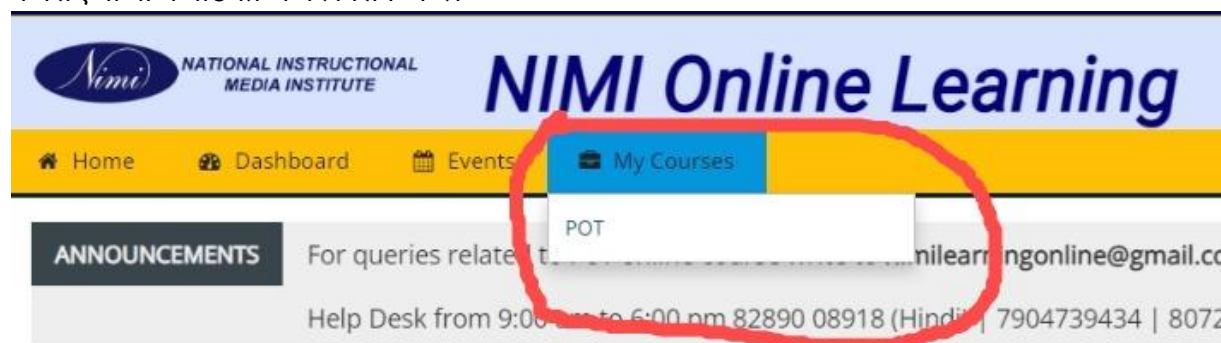 Nimi
NATIONAL INSTRUCTIONAL
MEDIA INSTITUTE
NIMI Online Learning
Home Dashboard Events My Courses
POT
ANNOUNCEMENTS For queries related
Help Desk from 9:00 to 6:00 pm 82890 08918 (Hindi) | 7904739434 | 8072